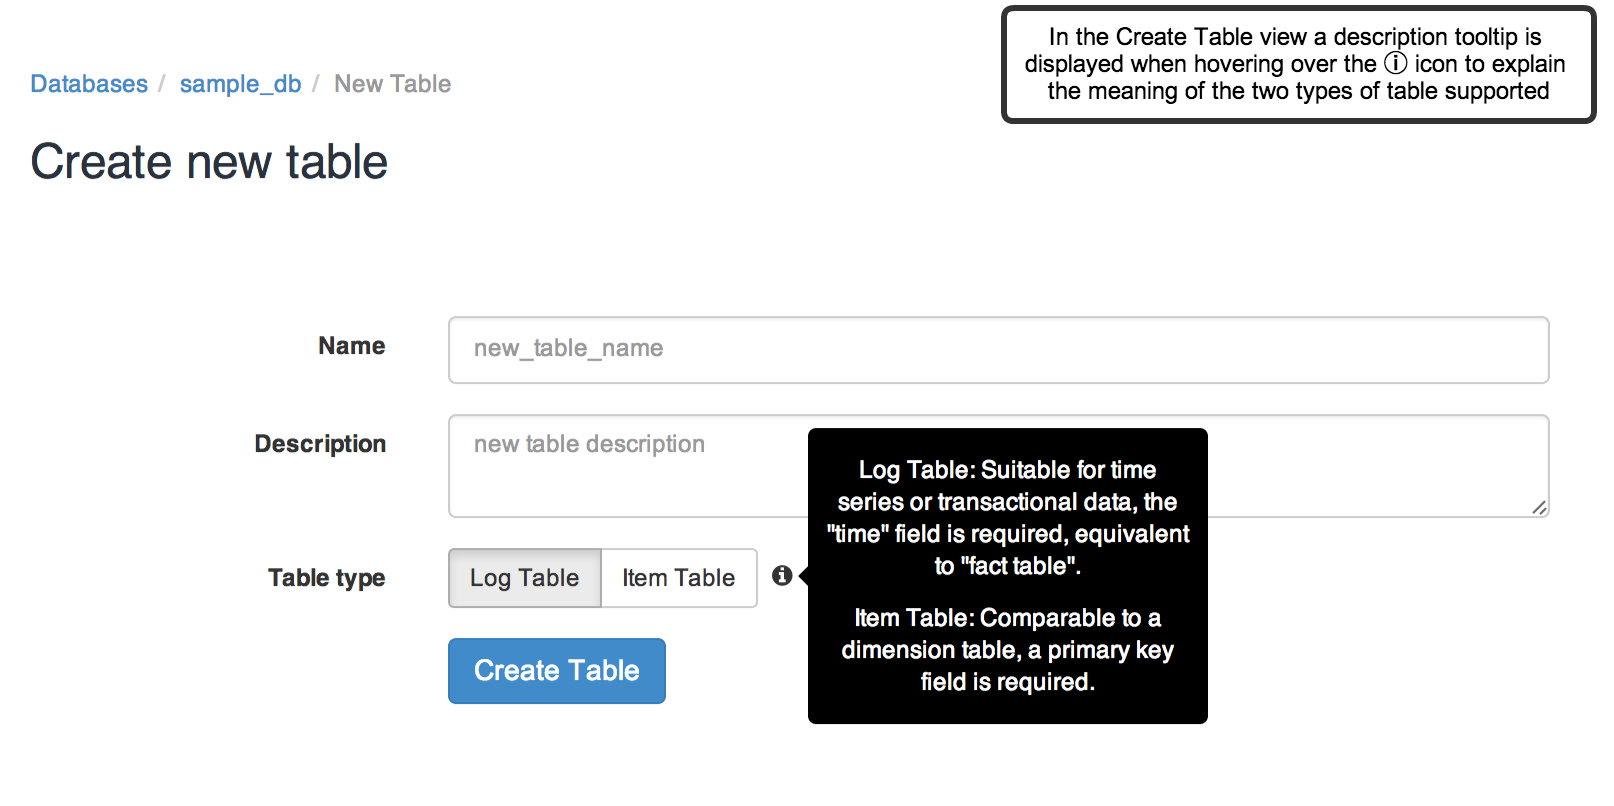 In the Create Table view a description tooltip is
displayed when hovering over the ⓘ icon to explain
the meaning of the two types of table supported
Databases / sample_db / New Table
Create new table
Name
new_table_name
Description
new table description
Log Table: Suitable for time
series or transactional data, the
"time" field is required, equivalent
to "fact table".
Item Table: Comparable to a
dimension table, a primary key
field is required.
Table type
Log Table
Item Table
Create Table